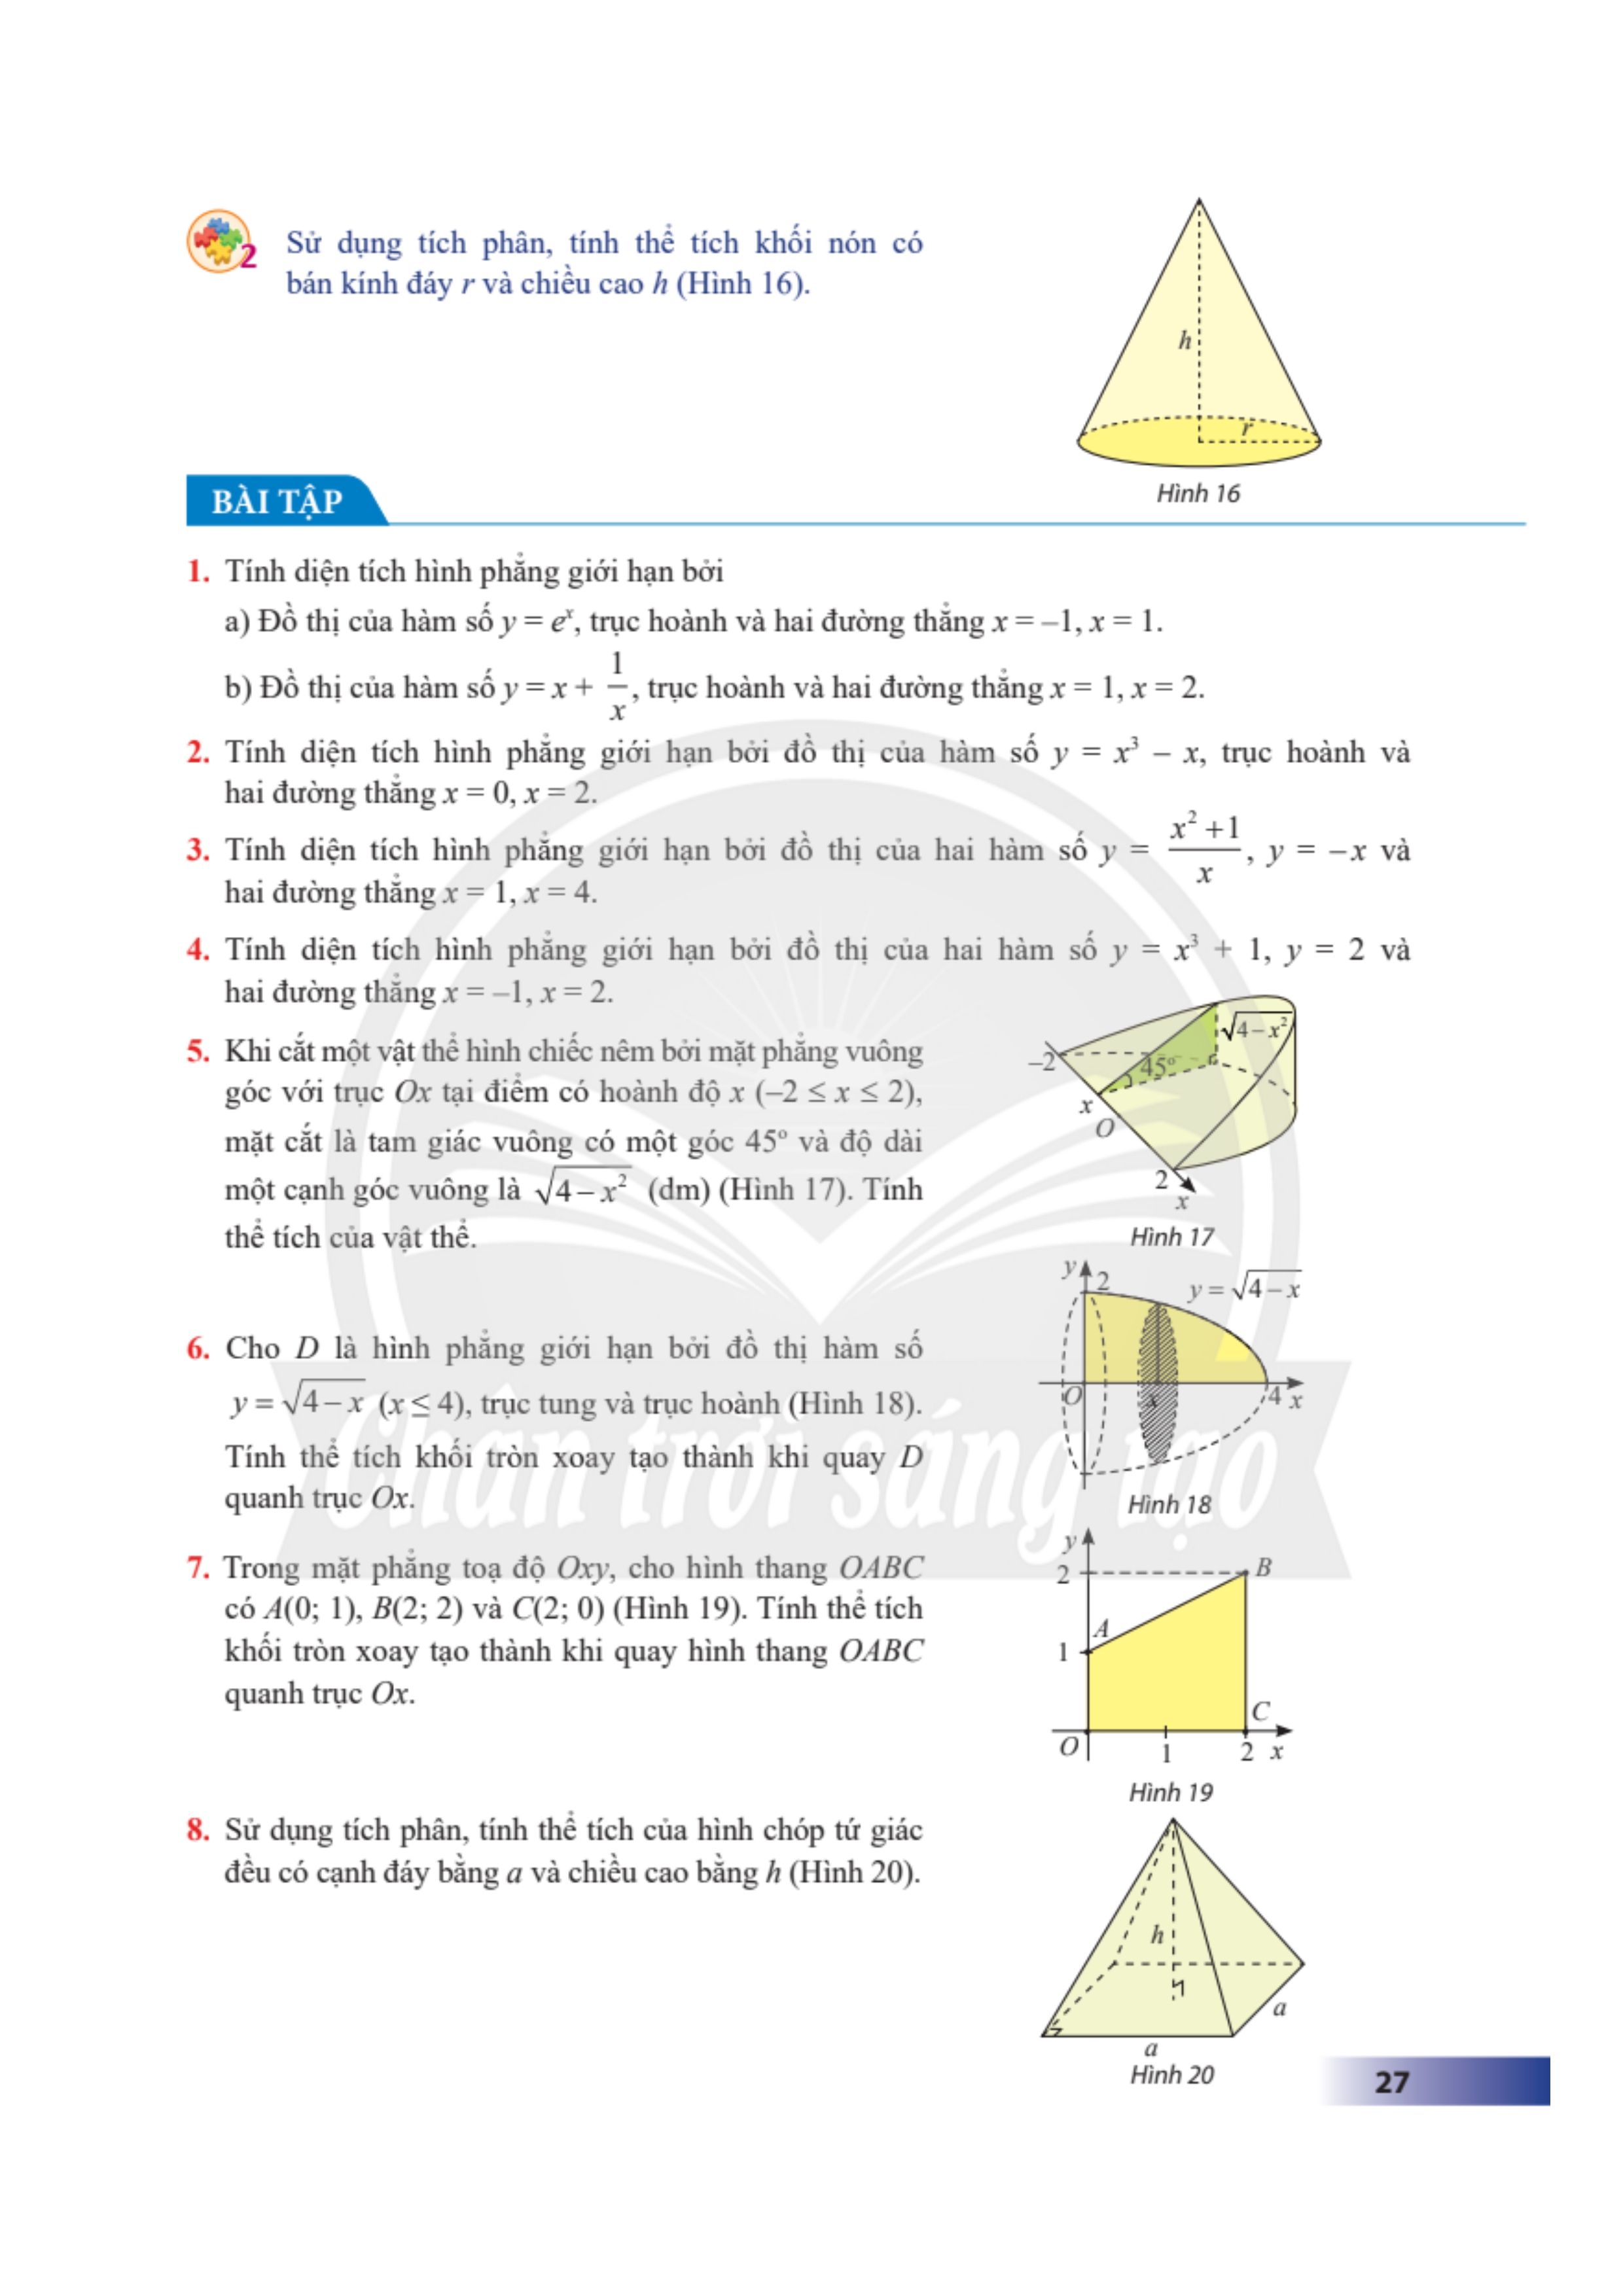 2 Sử dụng tích phân, tính thể tích khối nón có
bán kính đáy r và chiều cao h (Hình 16).
h
r
Hình 16
BÀI TẬP
1. Tính diện tích hình phẳng giới hạn bởi
a) Đồ thị của hàm số y = eˣ, trục hoành và hai đường thẳng x = –1, x = 1.
b) Đồ thị của hàm số y = x + 1/x, trục hoành và hai đường thẳng x = 1, x = 2.
2. Tính diện tích hình phẳng giới hạn bởi đồ thị của hàm số y = x³ – x, trục hoành và
hai đường thẳng x = 0, x = 2.
3. Tính diện tích hình phẳng giới hạn bởi đồ thị của hai hàm số y = (x² + 1)/x, y = –x và
hai đường thẳng x = 1, x = 4.
4. Tính diện tích hình phẳng giới hạn bởi đồ thị của hai hàm số y = x³ + 1, y = 2 và
hai đường thẳng x = –1, x = 2.
5. Khi cắt một vật thể hình chiếc nêm bởi mặt phẳng vuông
góc với trục Ox tại điểm có hoành độ x (–2 ≤ x ≤ 2),
mặt cắt là tam giác vuông có một góc 45° và độ dài
một cạnh góc vuông là √(4 – x²) (dm) (Hình 17). Tính
thể tích của vật thể.
√(4 – x²)
–2
45°
x
O
2
x
Hình 17
6. Cho D là hình phẳng giới hạn bởi đồ thị hàm số
y = √(4 – x) (x ≤ 4), trục tung và trục hoành (Hình 18).
Tính thể tích khối tròn xoay tạo thành khi quay D
quanh trục Ox.
y
2
y = √(4 – x)
O
x
4
x
Hình 18
Chân trời sáng tạo
7. Trong mặt phẳng toạ độ Oxy, cho hình thang OABC
có A(0; 1), B(2; 2) và C(2; 0) (Hình 19). Tính thể tích
khối tròn xoay tạo thành khi quay hình thang OABC
quanh trục Ox.
y
2
B
A
1
C
O
1
2
x
Hình 19
8. Sử dụng tích phân, tính thể tích của hình chóp tứ giác
đều có cạnh đáy bằng a và chiều cao bằng h (Hình 20).
h
a
a
Hình 20
27